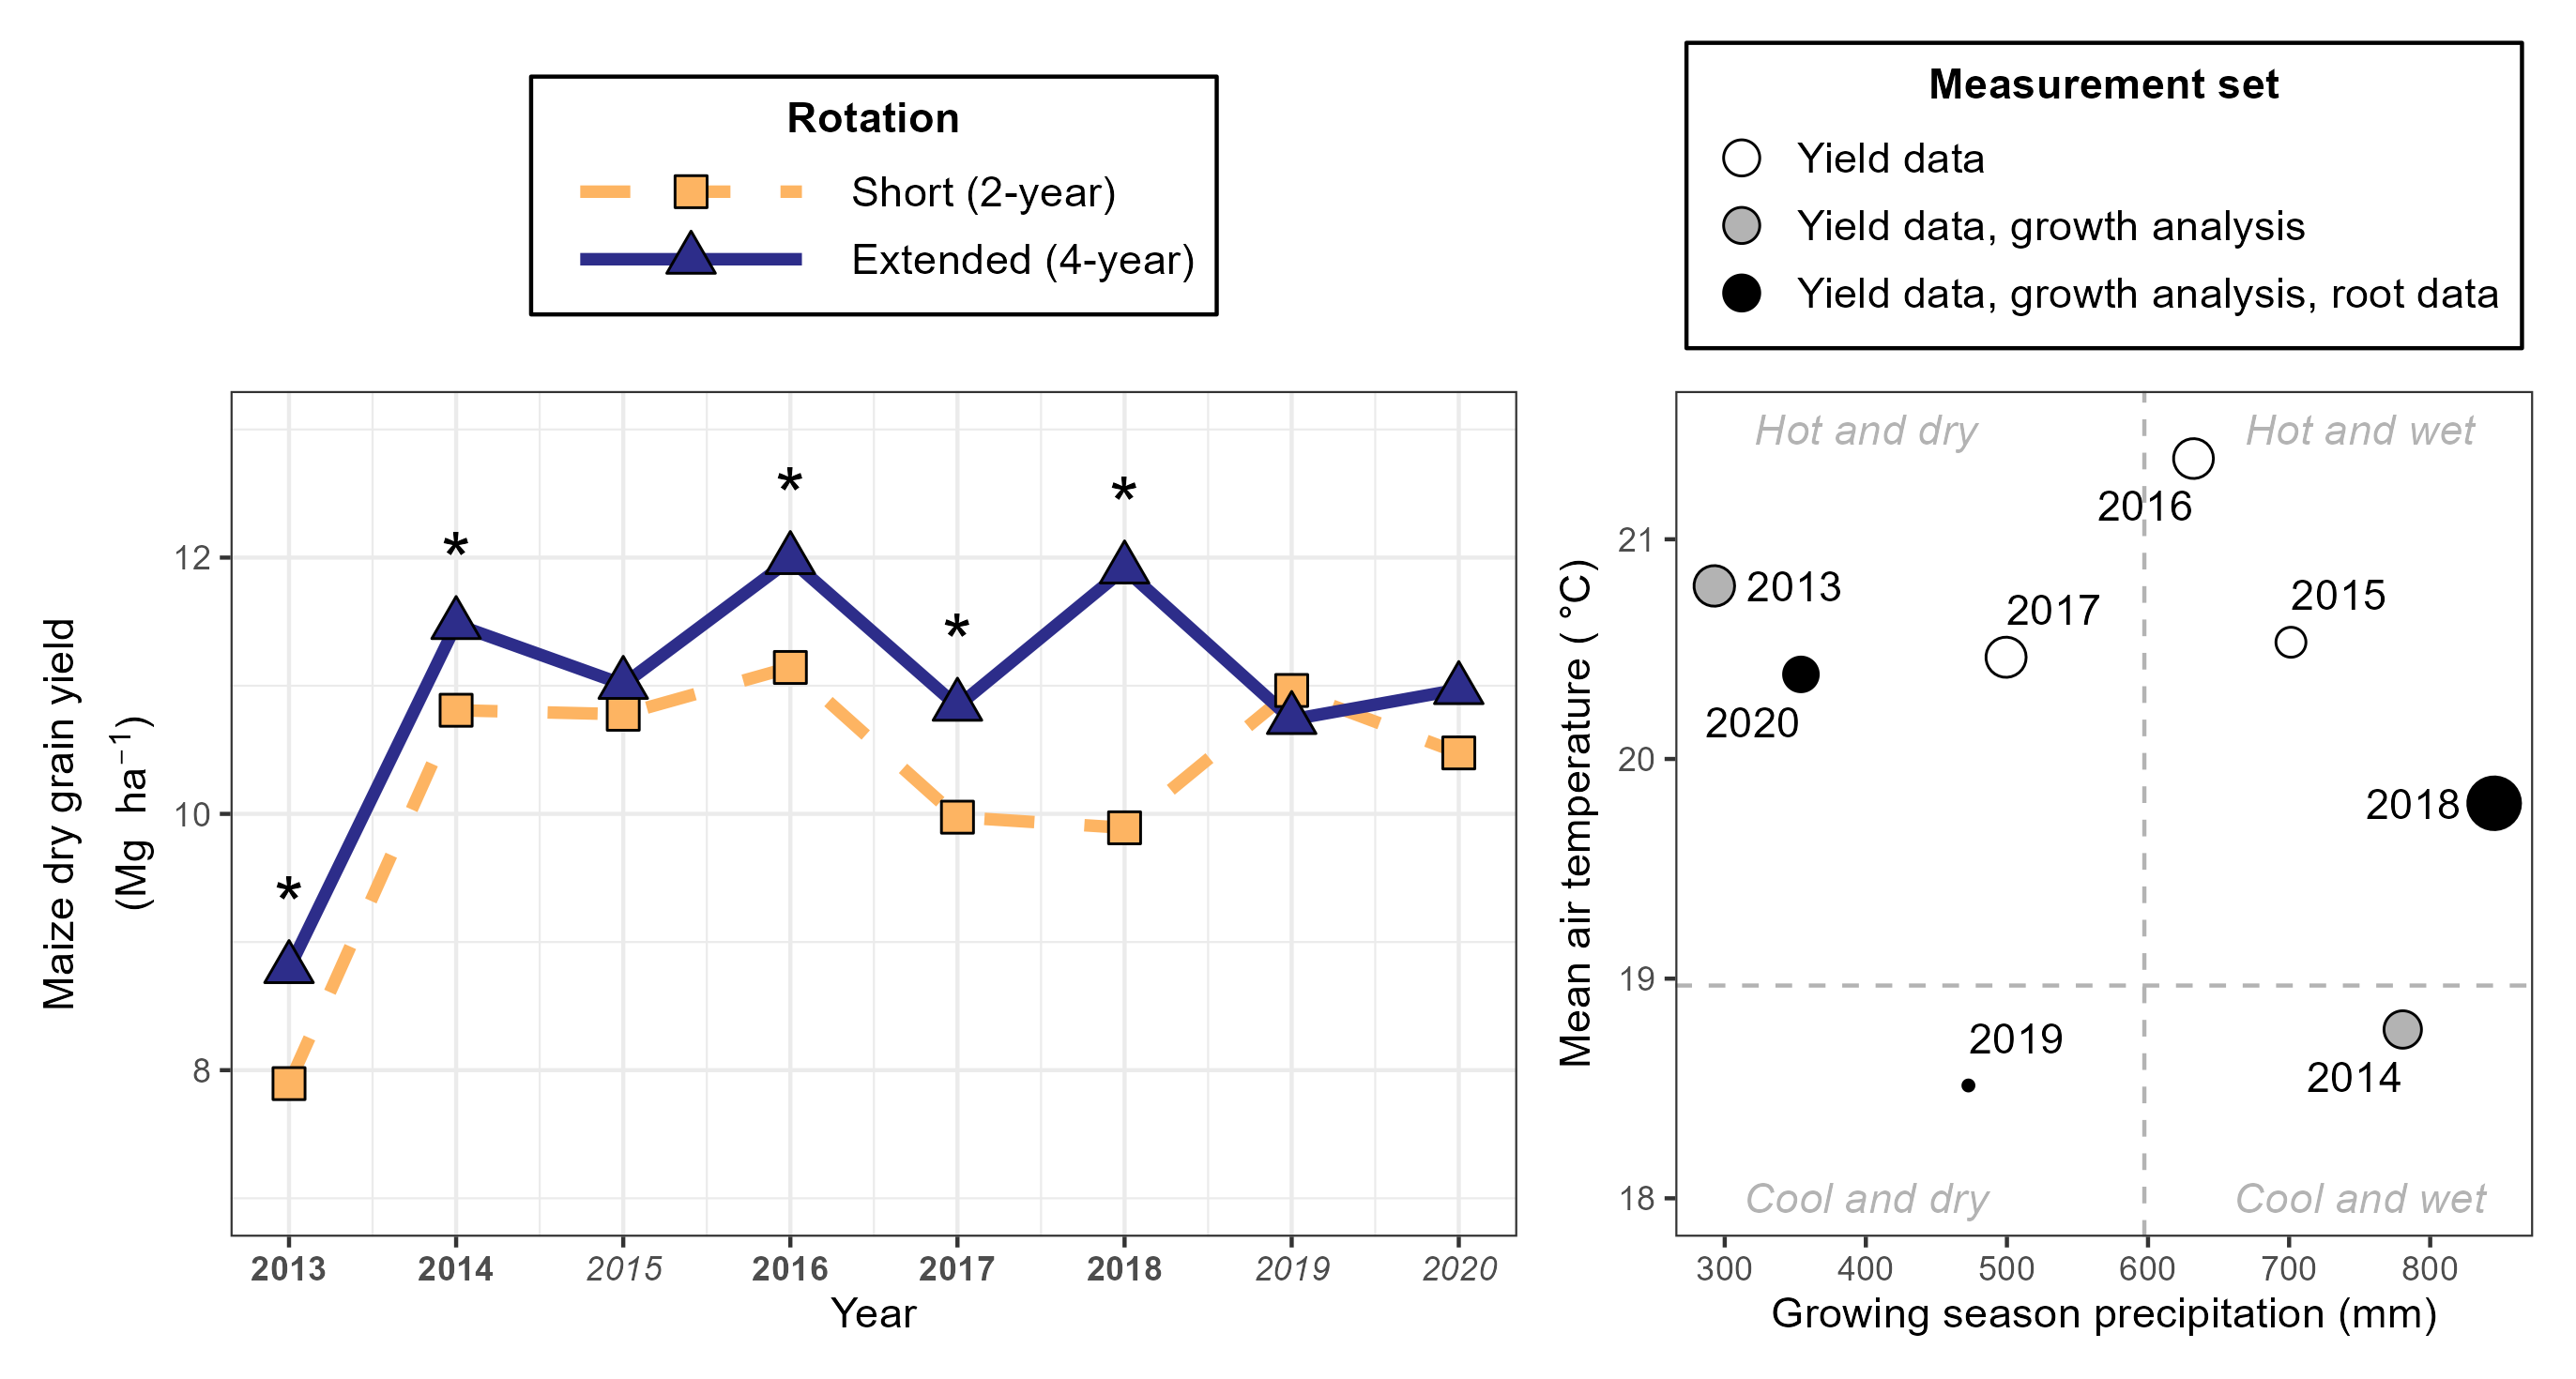 Rotation
Short (2-year)
Extended (4-year)
Measurement set
Yield data
Yield data, growth analysis
Yield data, growth analysis, root data
Maize dry grain yield
(Mg ha⁻¹)
12
10
8
*
*
*
*
*
2013
2014
2015
2016
2017
2018
2019
2020
Year
Mean air temperature ( °C)
21
20
19
18
Hot and dry
Hot and wet
2016
2013
2017
2015
2020
2018
2019
2014
Cool and dry
Cool and wet
300
400
500
600
700
800
Growing season precipitation (mm)